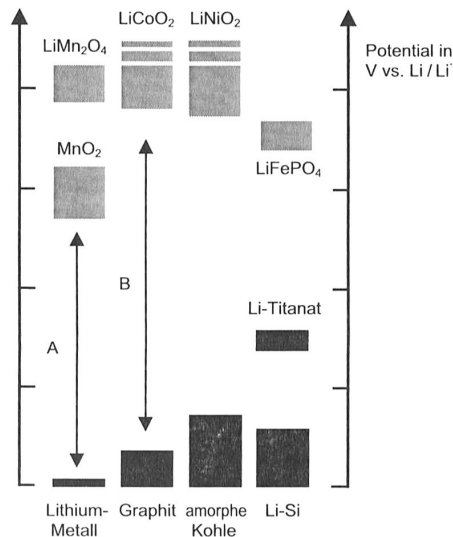 LiCoO₂ LiNiO₂
LiMn₂O₄
Potential in
V vs. Li / Li⁺
MnO₂
LiFePO₄
B
Li-Titanat
A
Lithium-
Metall
Graphit
amorphe
Kohle
Li-Si